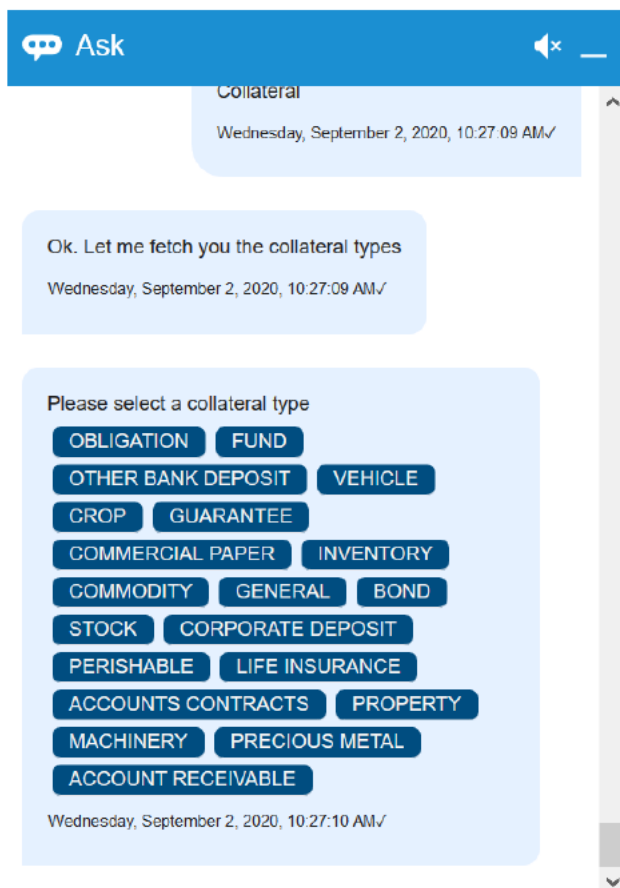 Ask
Collateral
Wednesday, September 2, 2020, 10:27:09 AM✓
Ok. Let me fetch you the collateral types
Wednesday, September 2, 2020, 10:27:09 AM✓
Please select a collateral type
OBLIGATION FUND
OTHER BANK DEPOSIT VEHICLE
CROP GUARANTEE
COMMERCIAL PAPER INVENTORY
COMMODITY GENERAL BOND
STOCK CORPORATE DEPOSIT
PERISHABLE LIFE INSURANCE
ACCOUNTS CONTRACTS PROPERTY
MACHINERY PRECIOUS METAL
ACCOUNT RECEIVABLE
Wednesday, September 2, 2020, 10:27:10 AM✓